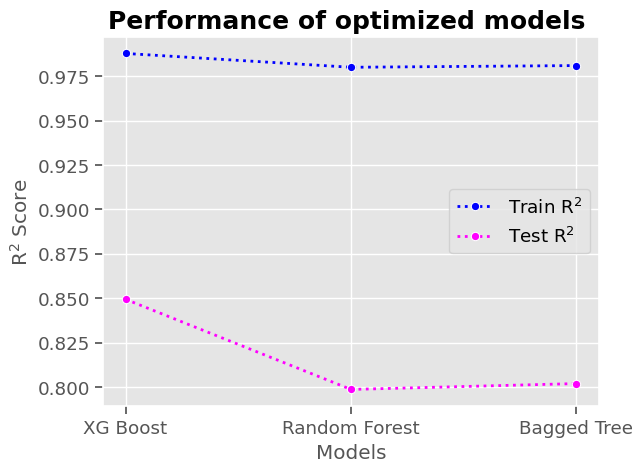 Performance of optimized models
0.975
0.950
0.925
0.900
0.875
0.850
0.825
0.800
R² Score
Train R²
Test R²
XG Boost
Random Forest
Bagged Tree
Models